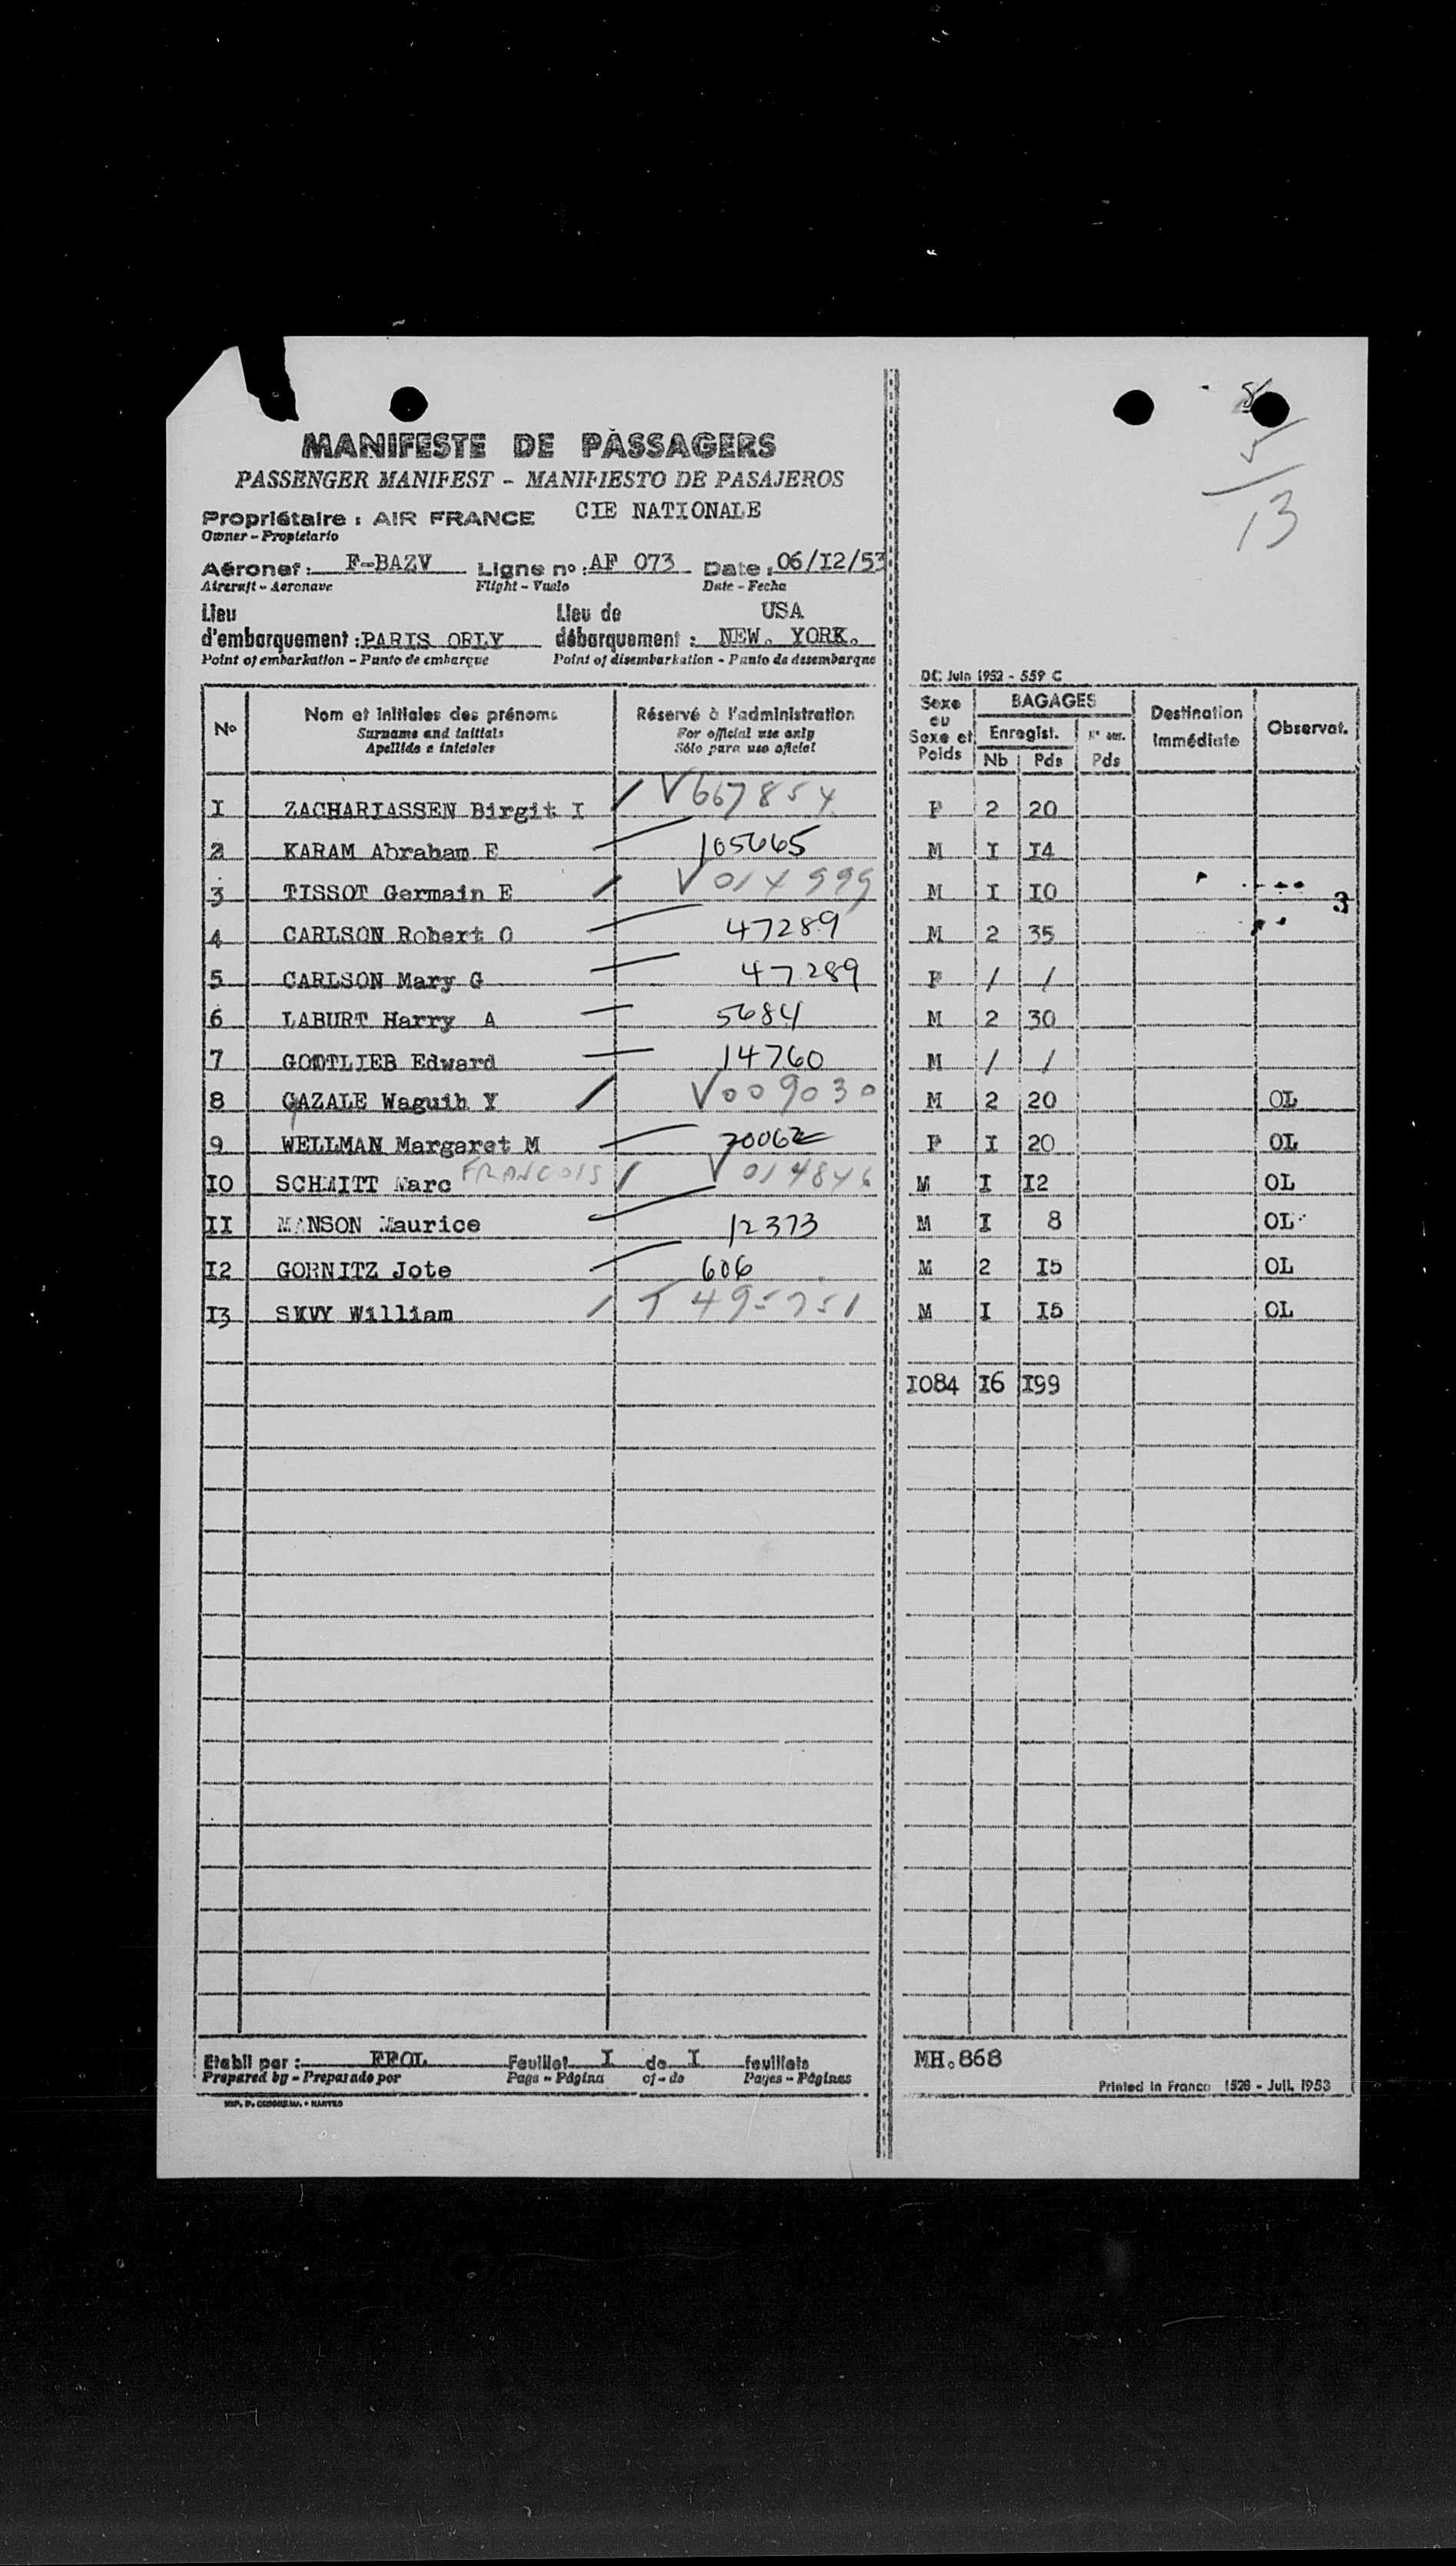 8/
5
13
MANIFESTE DE PASSAGERS
PASSENGER MANIFEST - MANIFIESTO DE PASAJEROS
Propriétaire : AIR FRANCE CIE NATIONALE
Owner - Propietario
Aéronef : F-BAZV Ligne no : AF 073 Date : 06/I2/53
Aircraft - Aeronave Flight - Vuelo Date - Fecha
Lieu Lieu de USA
d'embarquement : PARIS ORLY débarquement : NEW. YORK.
Point of embarkation - Punto de embarque Point of disembarkation - Punto de desembarque
DC Juin 1952 - 559 C
No Nom et initiales des prénoms Réservé à l'administration Sexe ou Sexe et Poids BAGAGES Destination immédiate Observat.
Surname and initials For official use only Enregist.
Apellido e iniciales Sólo para uso oficial Nb Pds Pds
I ZACHARIASSEN Birgit I V667854 F 2 20
2 KARAM Abraham E 105665 M I I4
3 TISSOT Germain E V014999 M I IO 3
4 CARLSON Robert O 47289 M 2 35
5 CARLSON Mary G 47289 F / /
6 LABURT Harry A 5684 M 2 30
7 GOTTLIEB Edward 14760 M / /
8 GAZALE Waguih Y V009030 M 2 20 OL
9 WELLMAN Margaret M 20062 F I 20 OL
IO SCHMITT Marc FRANCOIS V014846 M I I2 OL
II MANSON Maurice 12373 M I 8 OL
I2 GORNITZ Jote 606 M 2 I5 OL
I3 William T495751 M I I5 OL
I084 I6 I99
Etabli par : FFOL Feuillet I de I feuillets MH.868
Prepared by - Preparado por Page - Página of - de Pages - Páginas
Printed in France 1528 - Juil. 1953